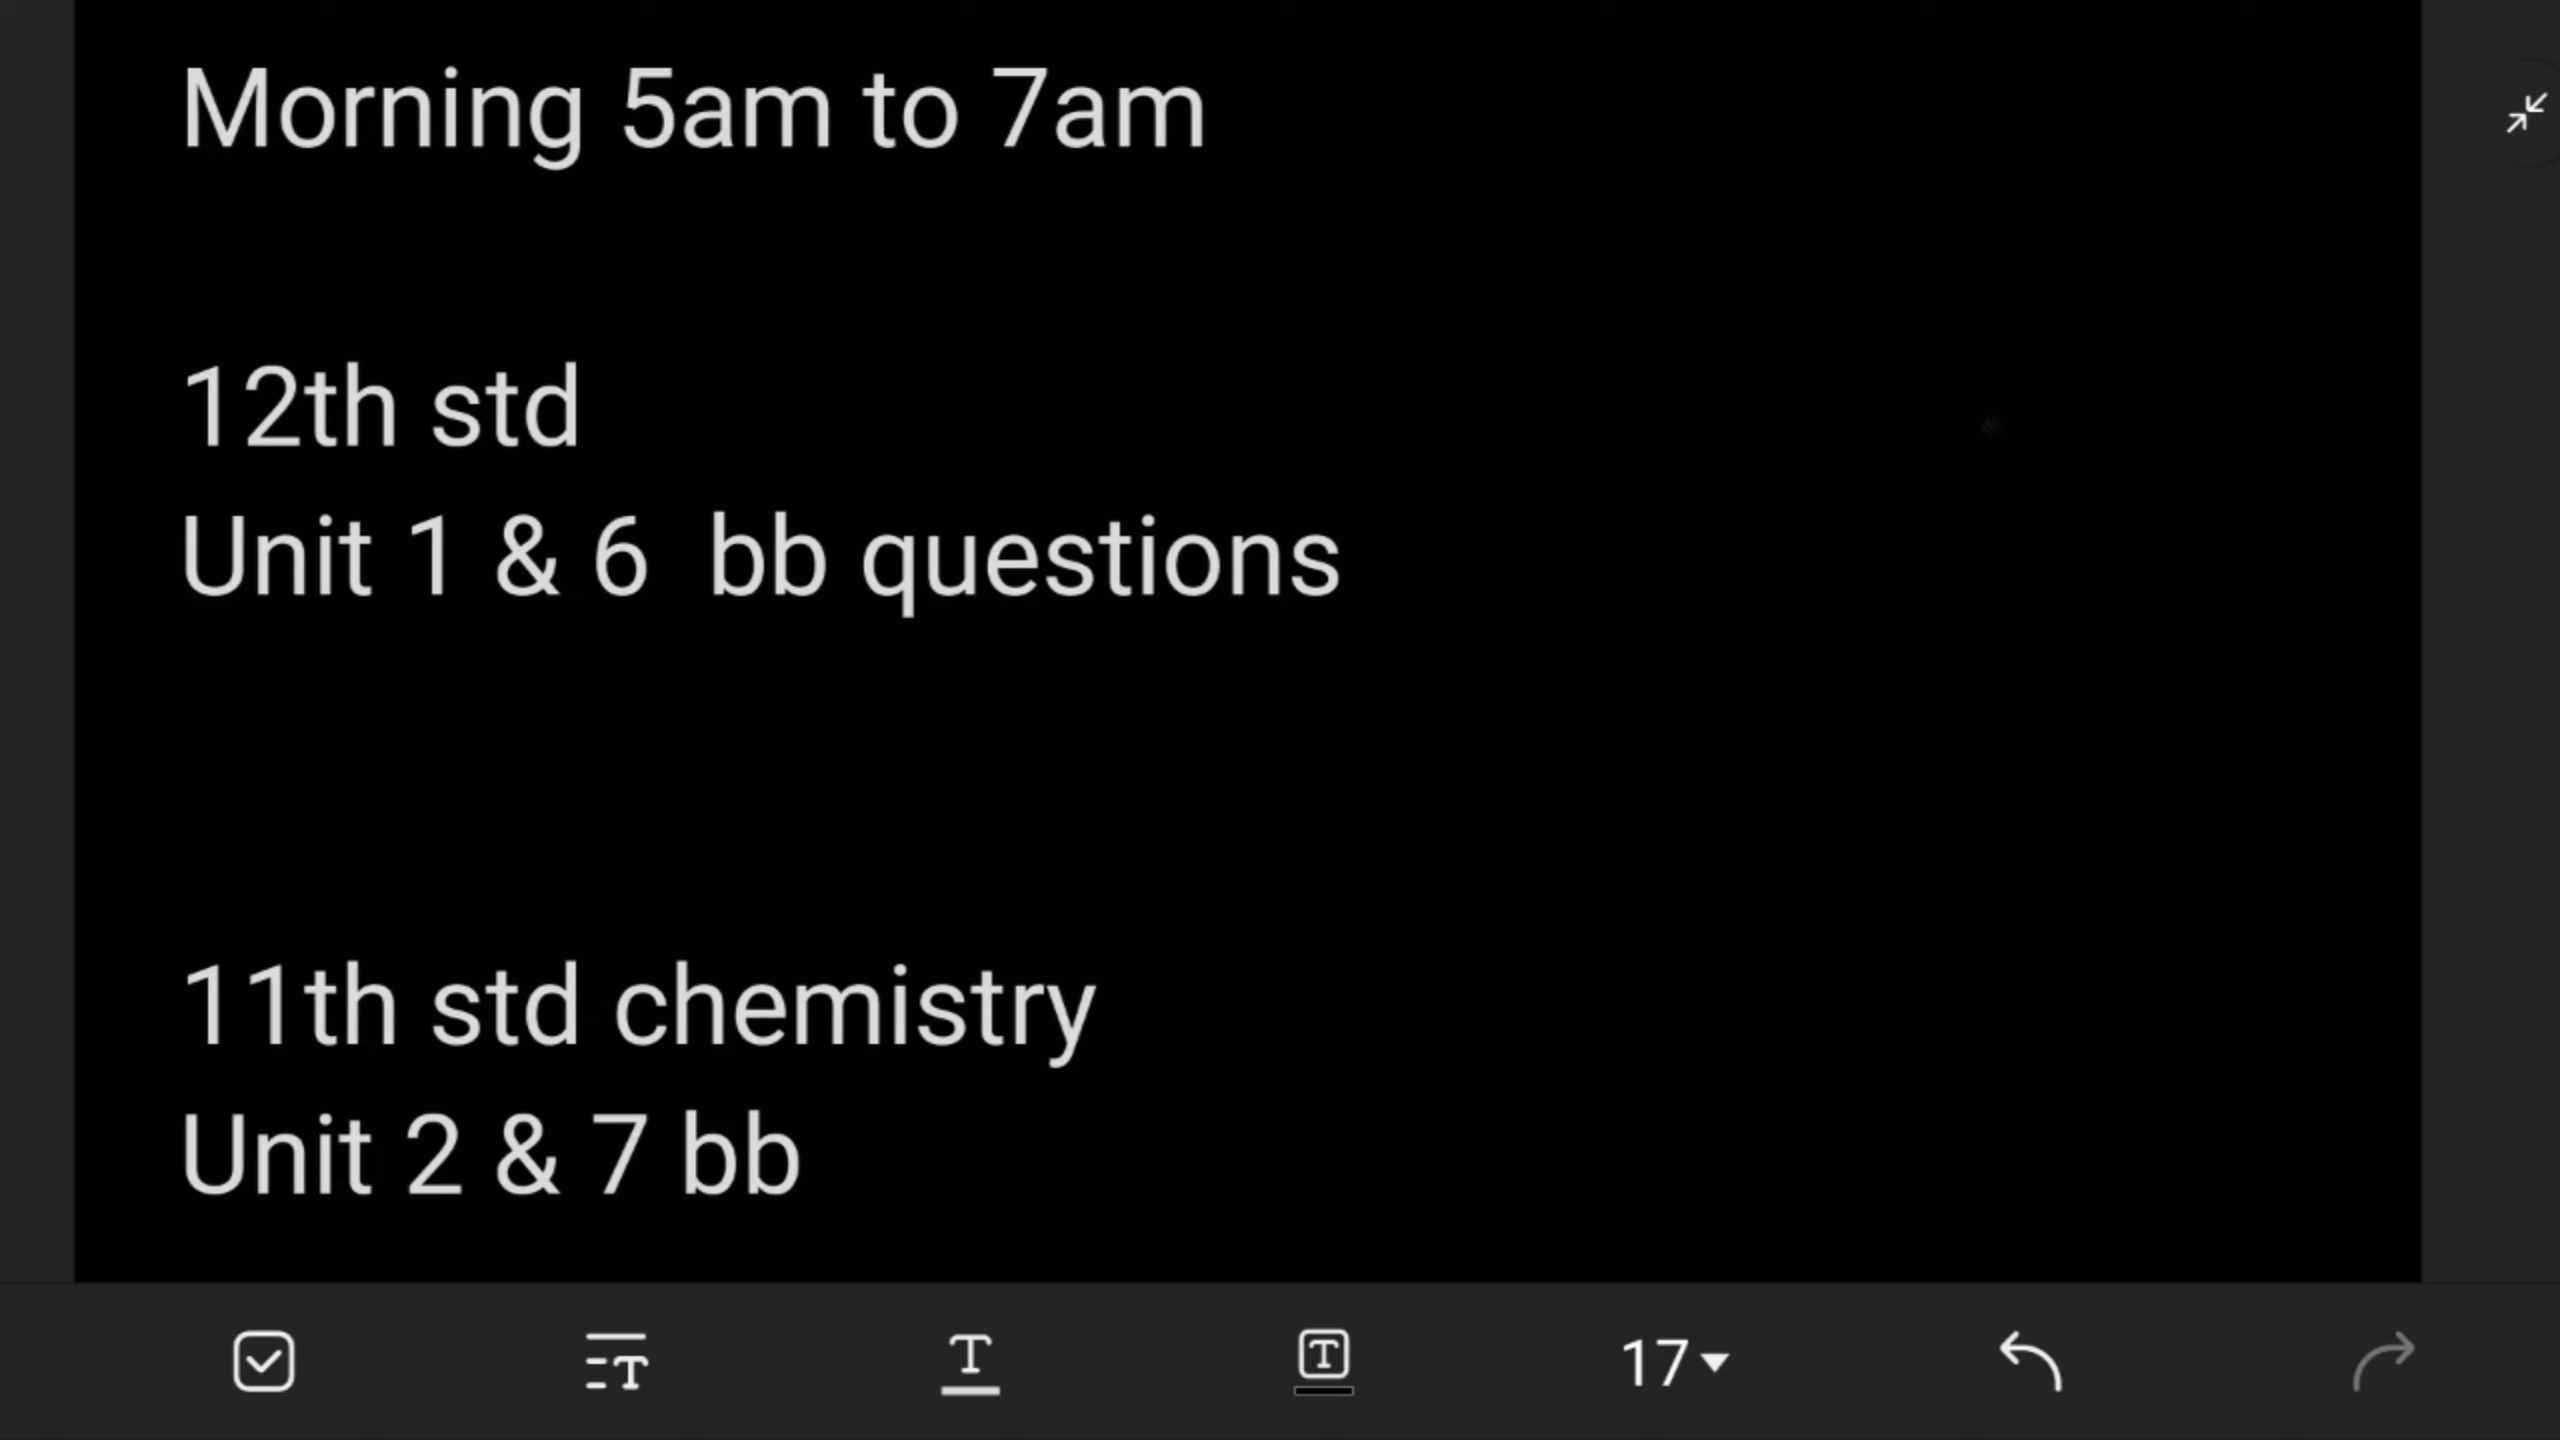 Morning 5am to 7am
12th std
Unit 1 & 6  bb questions
11th std chemistry
Unit 2 & 7 bb
17